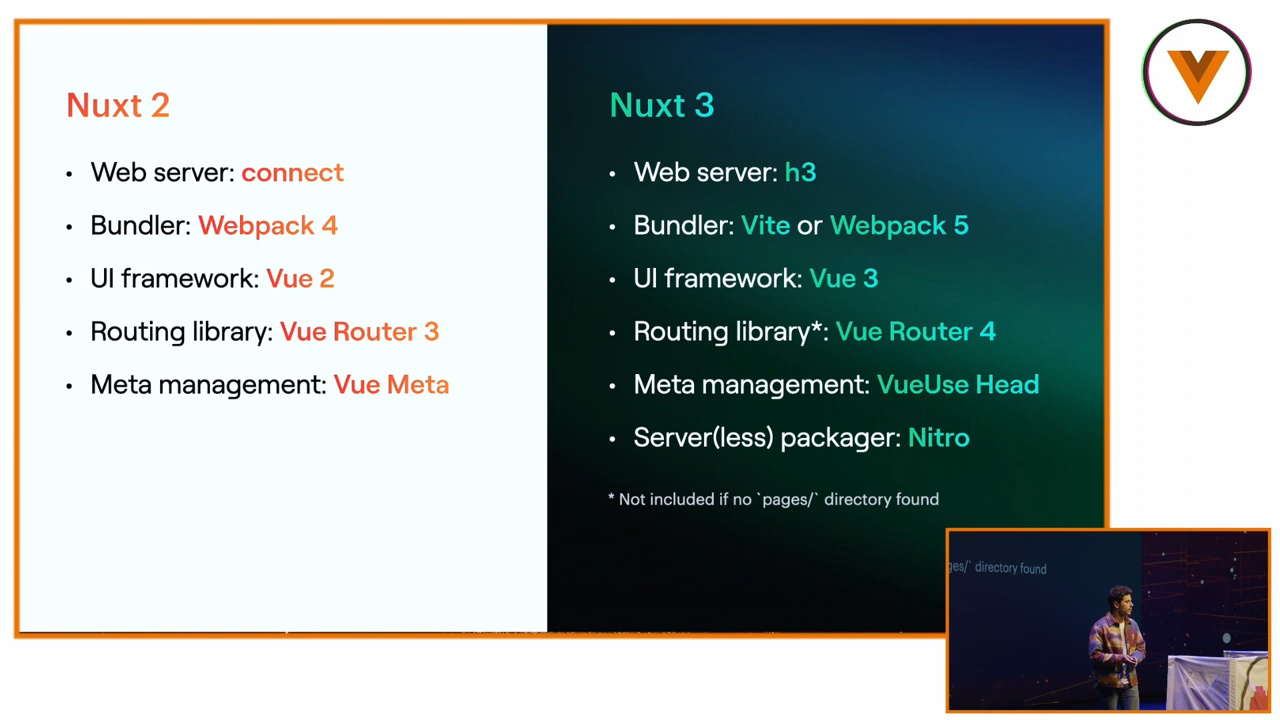 Nuxt 2
• Web server: connect
• Bundler: Webpack 4
• UI framework: Vue 2
• Routing library: Vue Router 3
• Meta management: Vue Meta
Nuxt 3
• Web server: h3
• Bundler: Vite or Webpack 5
• UI framework: Vue 3
• Routing library*: Vue Router 4
• Meta management: VueUse Head
• Server(less) packager: Nitro
* Not included if no `pages/` directory found
ges/` directory found